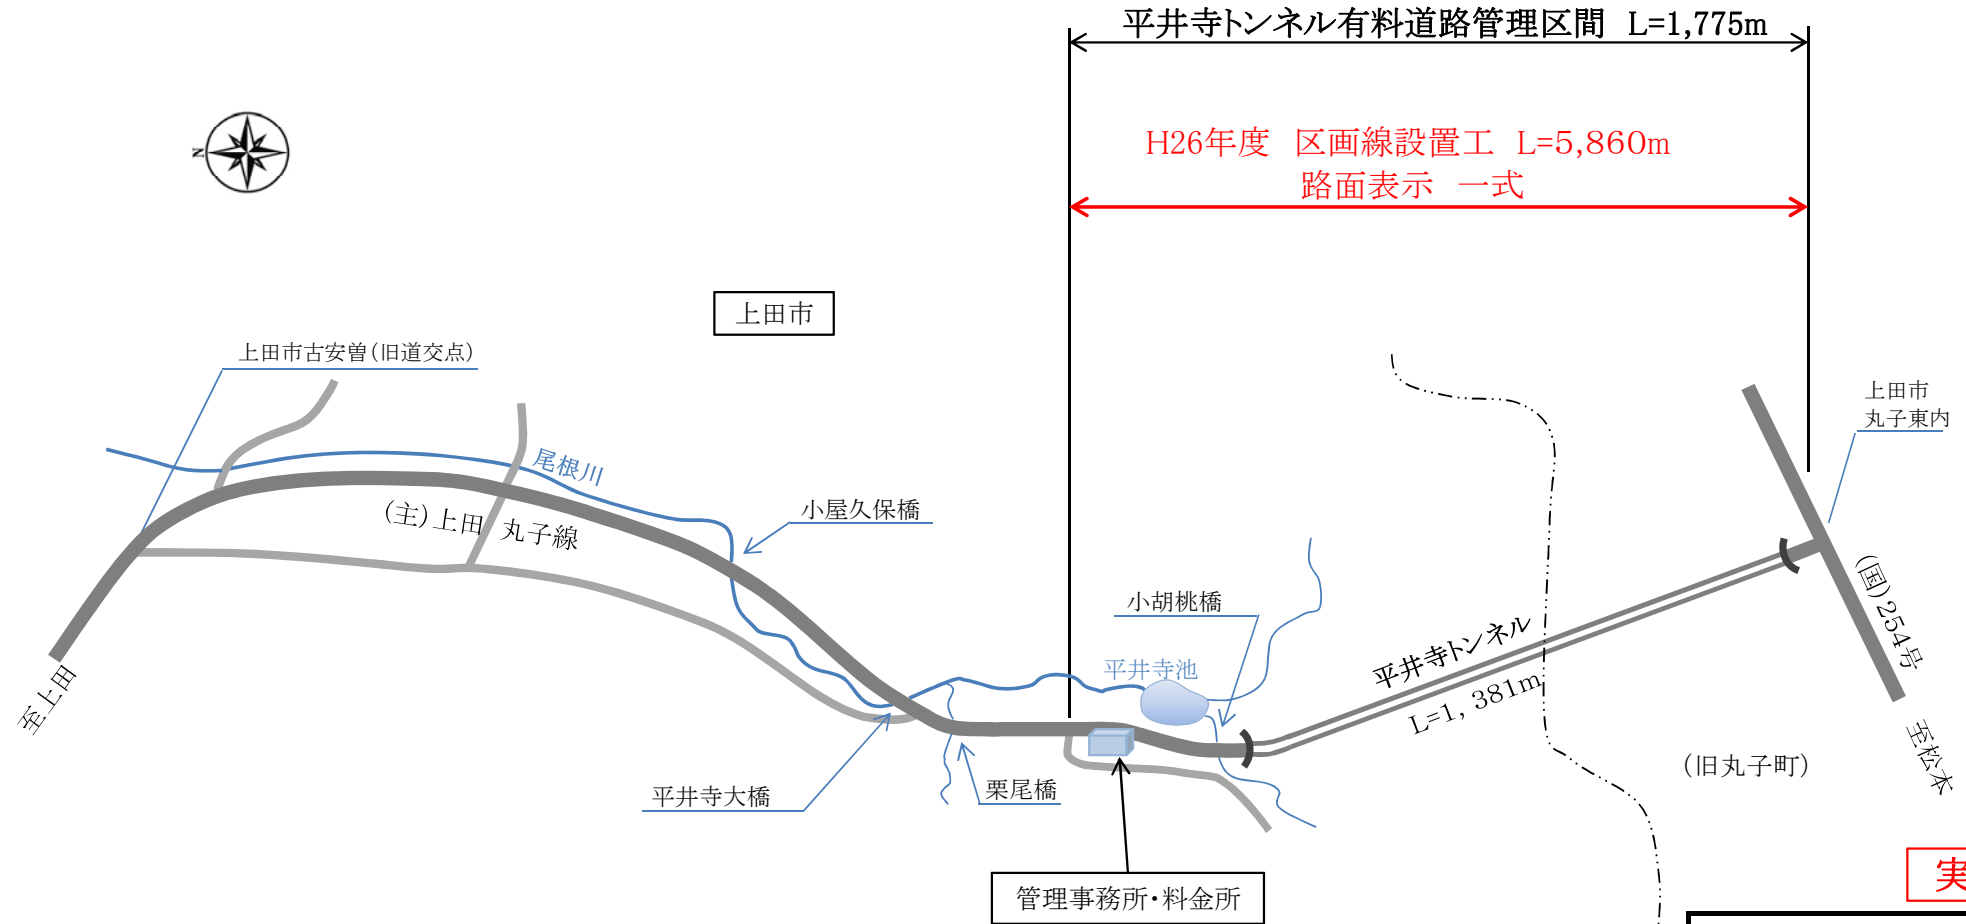 平井寺トンネル有料道路管理区間　L=1,775m
H26年度　区画線設置工　L=5,860m
路面表示　一式
N
上田市
上田市古安曽(旧道交点)
上田市
丸子東内
尾根川
小屋久保橋
(主)上田 丸子線
小胡桃橋
(国)254号
平井寺トンネル
平井寺池
L=1, 381m
至上田
至松本
(旧丸子町)
平井寺大橋
栗尾橋
管理事務所・料金所
実